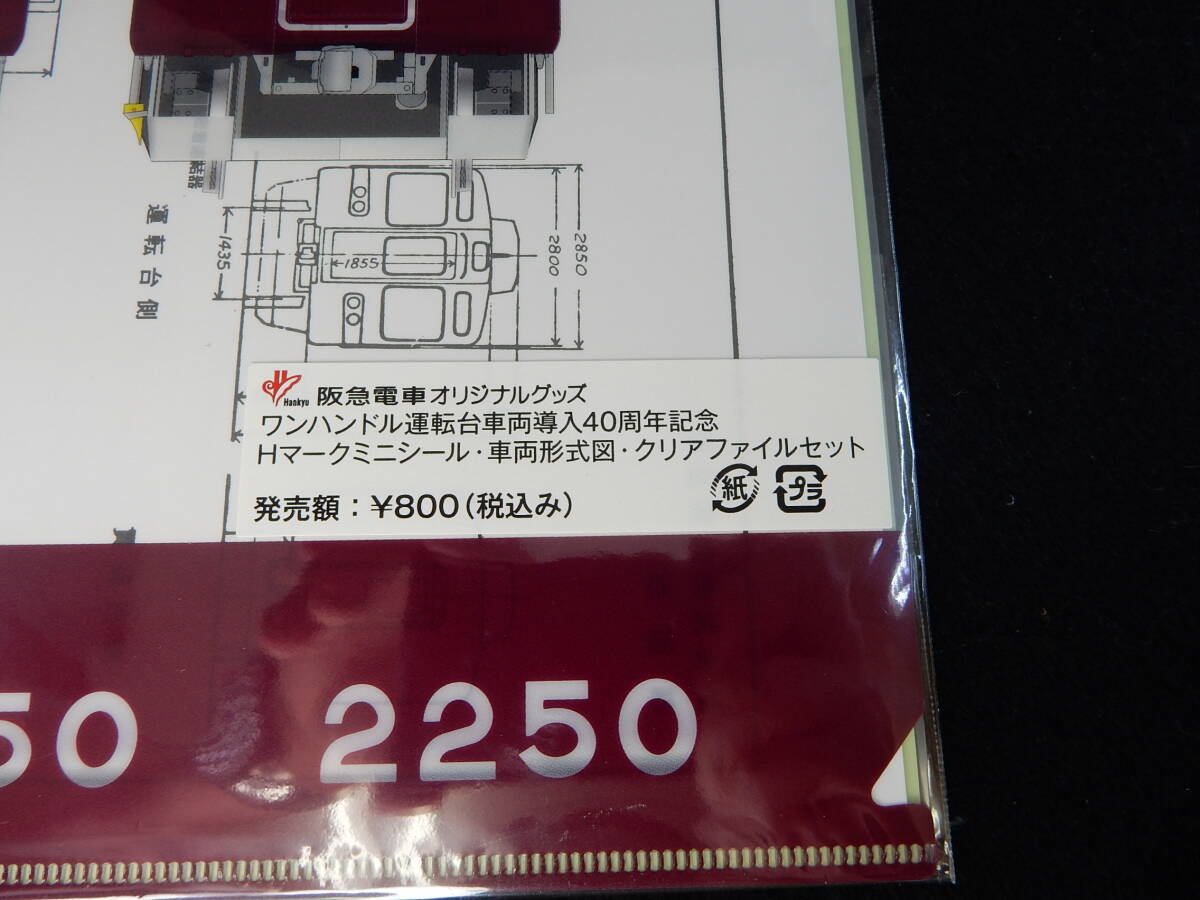 運転台側
1435
1855
2800
2850
Hankyu 阪急電車オリジナルグッズ
ワンハンドル運転台車両導入40周年記念
Hマークミニシール・車両形式図・クリアファイルセット
発売額：¥800（税込み）
紙 プラ
50 2250